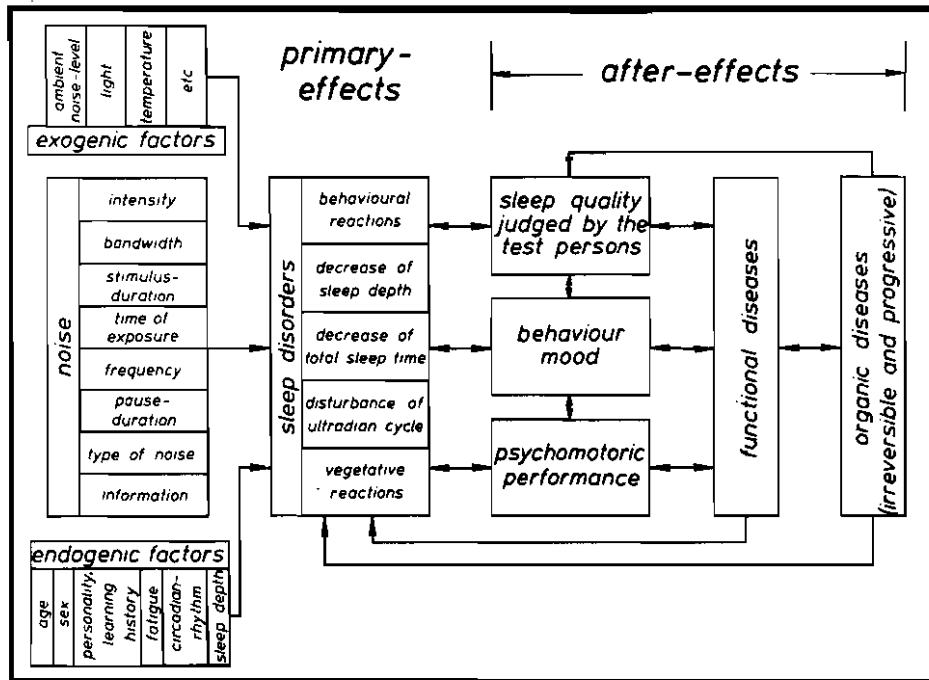 ambient
noise-level
light
temperature
etc
exogenic factors
primary-
effects
after-effects
noise
intensity
bandwidth
stimulus-
duration
time of
exposure
frequency
pause-
duration
type of noise
information
sleep disorders
behavioural
reactions
decrease of
sleep depth
decrease of
total sleep time
disturbance of
ultradian cycle
vegetative
reactions
sleep quality
judged by the
test persons
behaviour
mood
psychomotoric
performance
functional diseases
organic diseases
(irreversible and progressive)
endogenic factors
age
sex
personality,
learning
history
fatigue
circadian-
rhythm
sleep depth